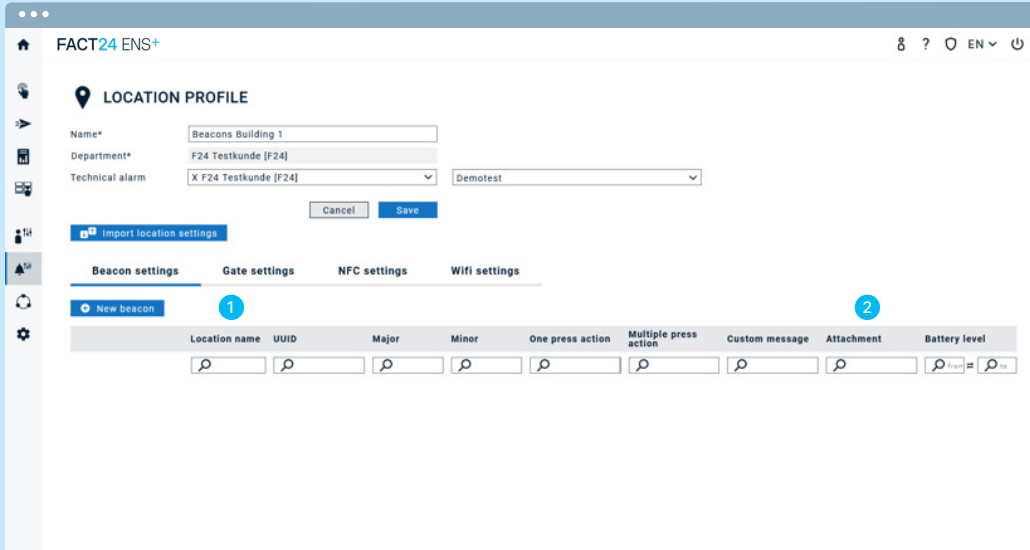 FACT24 ENS+
? EN
LOCATION PROFILE
Name* Beacons Building 1
Department* F24 Testkunde [F24]
Technical alarm X F24 Testkunde [F24] Demotest
Cancel Save
Import location settings
Beacon settings Gate settings NFC settings Wifi settings
New beacon 1 2
Location name UUID Major Minor One press action Multiple press action Custom message Attachment Battery level
from to